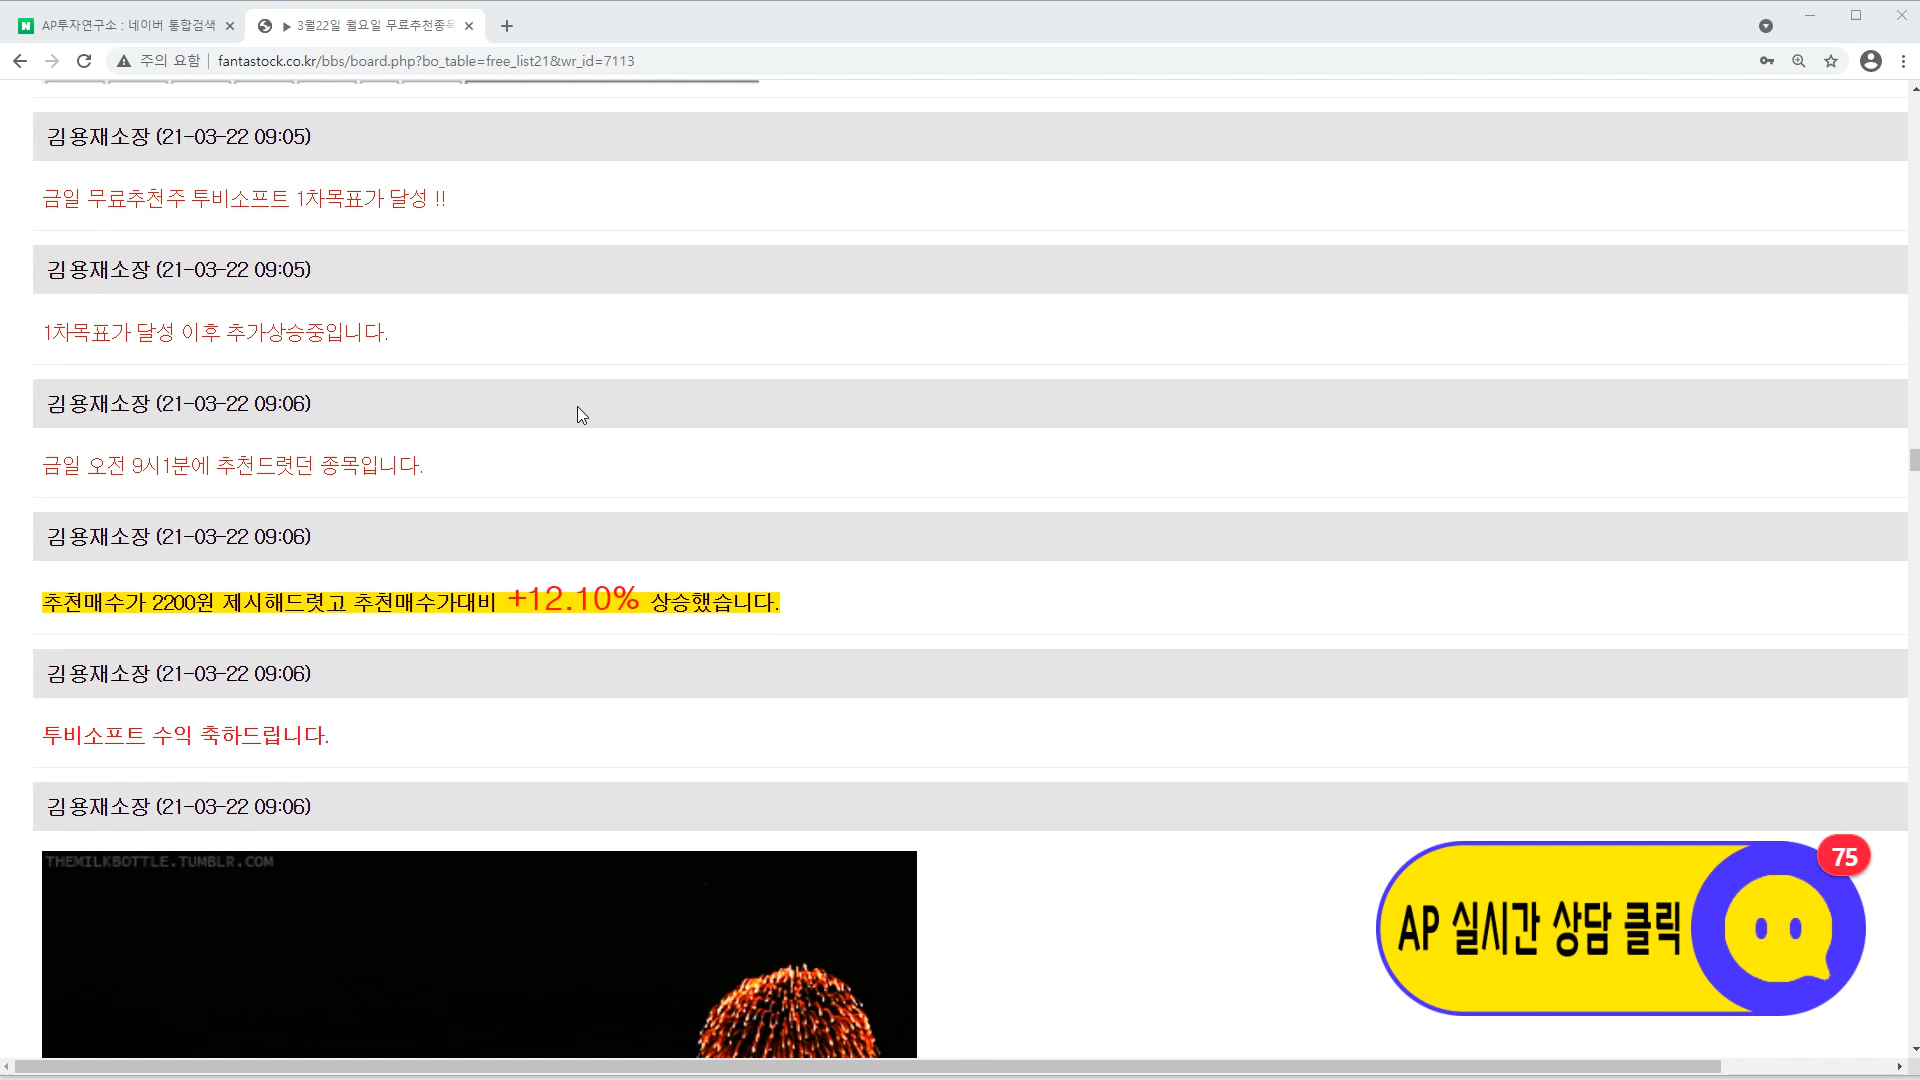 AP투자연구소 : 네이버 통합검색
▶ 3월22일 월요일 무료추천종목
주의 요함
fantastock.co.kr/bbs/board.php?bo_table=free_list21&wr_id=7113
김용재소장 (21-03-22 09:05)
금일 무료추천주 투비소프트 1차목표가 달성 !!
김용재소장 (21-03-22 09:05)
1차목표가 달성 이후 추가상승중입니다.
김용재소장 (21-03-22 09:06)
금일 오전 9시1분에 추천드렷던 종목입니다.
김용재소장 (21-03-22 09:06)
추천매수가 2200원 제시해드렷고 추천매수가대비 +12.10% 상승했습니다.
김용재소장 (21-03-22 09:06)
투비소프트 수익 축하드립니다.
김용재소장 (21-03-22 09:06)
THEMILKBOTTLE.TUMBLR.COM
75
AP 실시간 상담 클릭